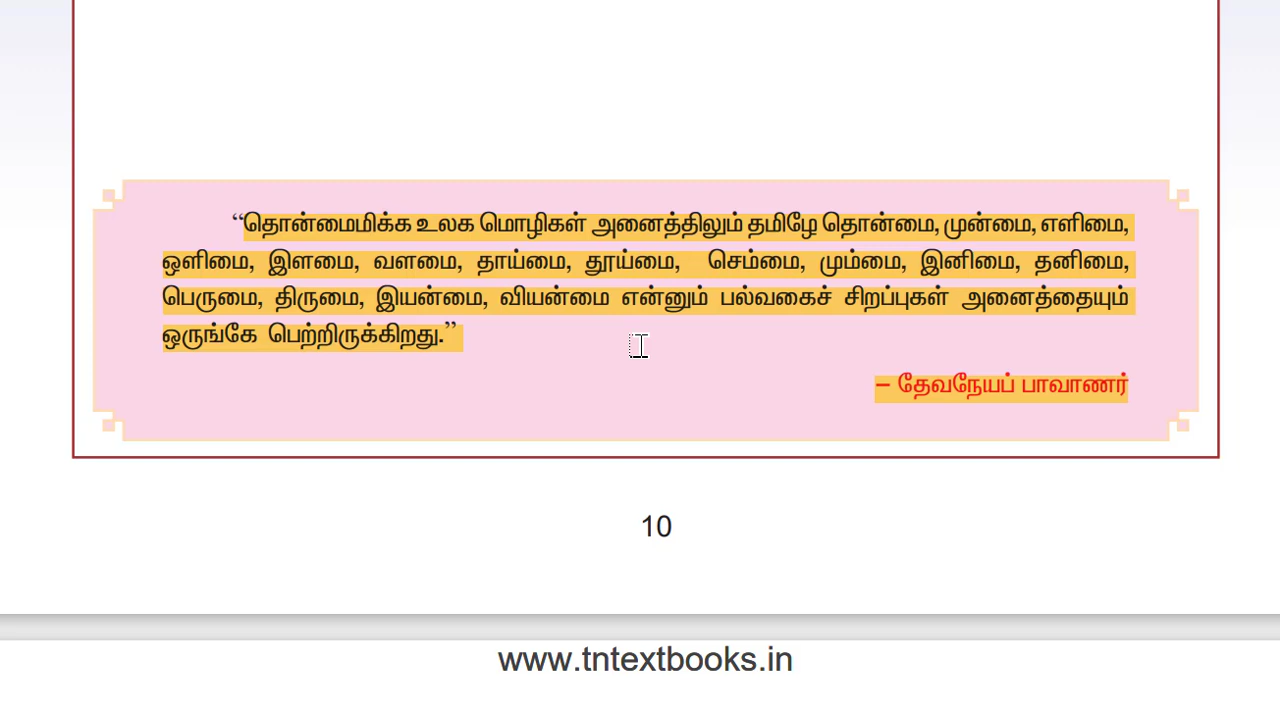 “தொன்மைமிக்க உலக மொழிகள் அனைத்திலும் தமிழே தொன்மை, முன்மை, எளிமை,
ஒளிமை, இளமை, வளமை, தாய்மை, தூய்மை, செம்மை, மும்மை, இனிமை, தனிமை,
பெருமை, திருமை, இயன்மை, வியன்மை என்னும் பல்வகைச் சிறப்புகள் அனைத்தையும்
ஒருங்கே பெற்றிருக்கிறது.”
– தேவநேயப் பாவாணர்
10
www.tntextbooks.in